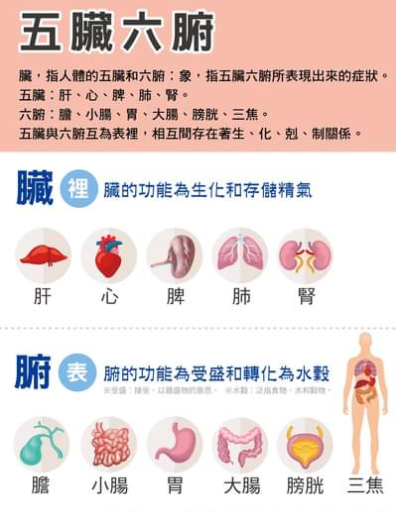 五臟六腑
臟，指人體的五臟和六腑：象，指五臟六腑所表現出來的症狀。
五臟：肝、心、脾、肺、腎。
六腑：膽、小腸、胃、大腸、膀胱、三焦。
五臟與六腑互為表裡，相互間存在著生、化、剋、制關係。
臟 裡 臟的功能為生化和存儲精氣
肝 心 脾 肺 腎
腑 表 腑的功能為受盛和轉化為水穀
※受盛：接受、以器盛物的意思。 ※水穀：泛指食物、水和穀物。
膽 小腸 胃 大腸 膀胱 三焦